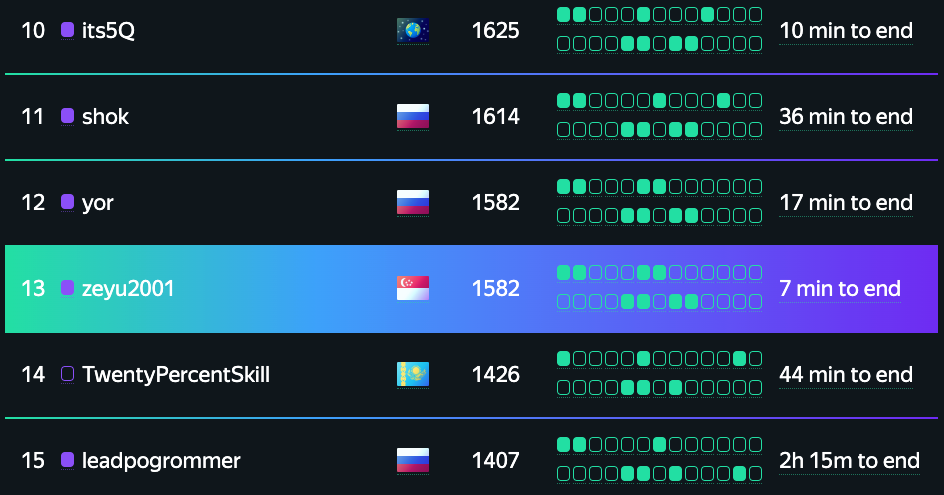 10 its5Q 1625 10 min to end
11 shok 1614 36 min to end
12 yor 1582 17 min to end
13 zeyu2001 1582 7 min to end
14 TwentyPercentSkill 1426 44 min to end
15 leadpogrommer 1407 2h 15m to end